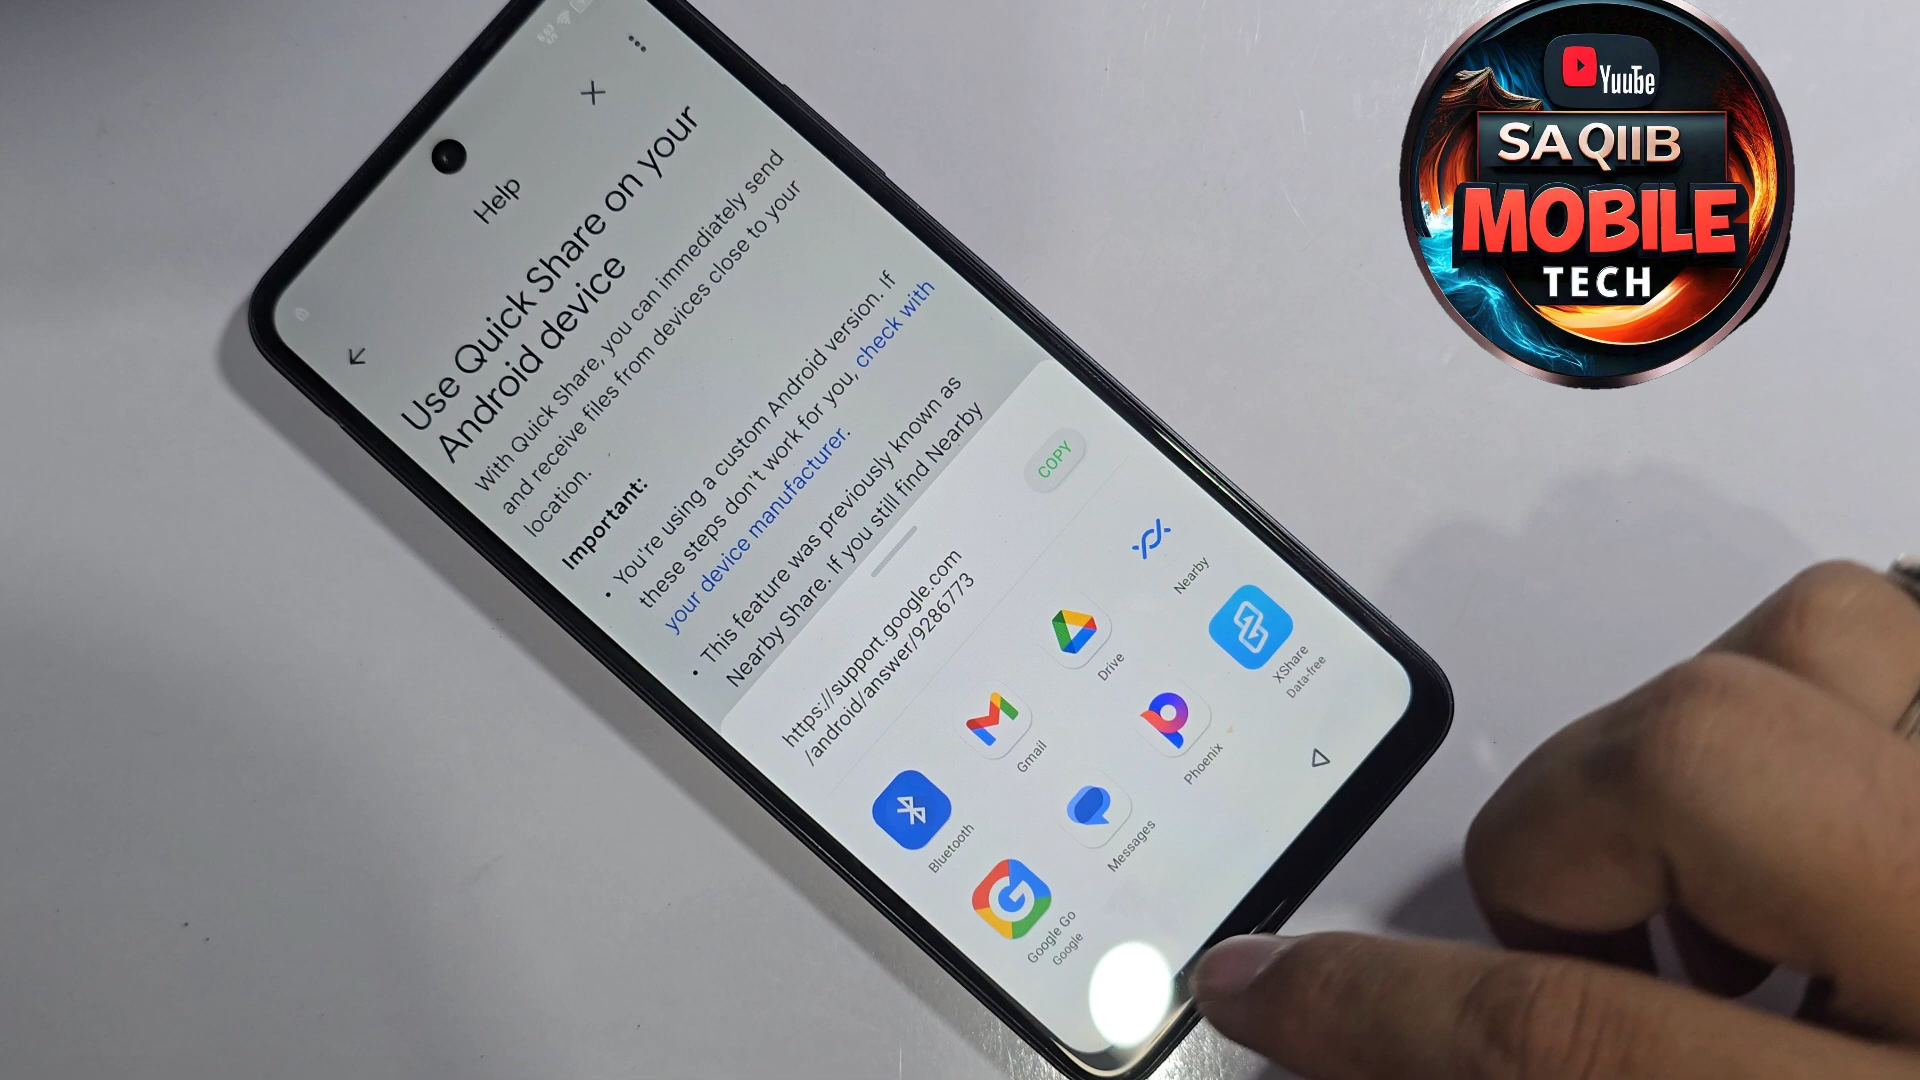 Help
Use Quick Share on your
Android device
With Quick Share, you can immediately send
and receive files from devices close to your
location.
Important:
• You're using a custom Android version. If
these steps don't work for you, check with
your device manufacturer.
• This feature was previously known as
Nearby Share. If you still find Nearby
https://support.google.com
/android/answer/9286773
COPY
Bluetooth
Gmail
Drive
Nearby
Google Go
Google
Messages
Phoenix
XShare
Data-free
Yuube
SAQIIB
MOBILE
TECH